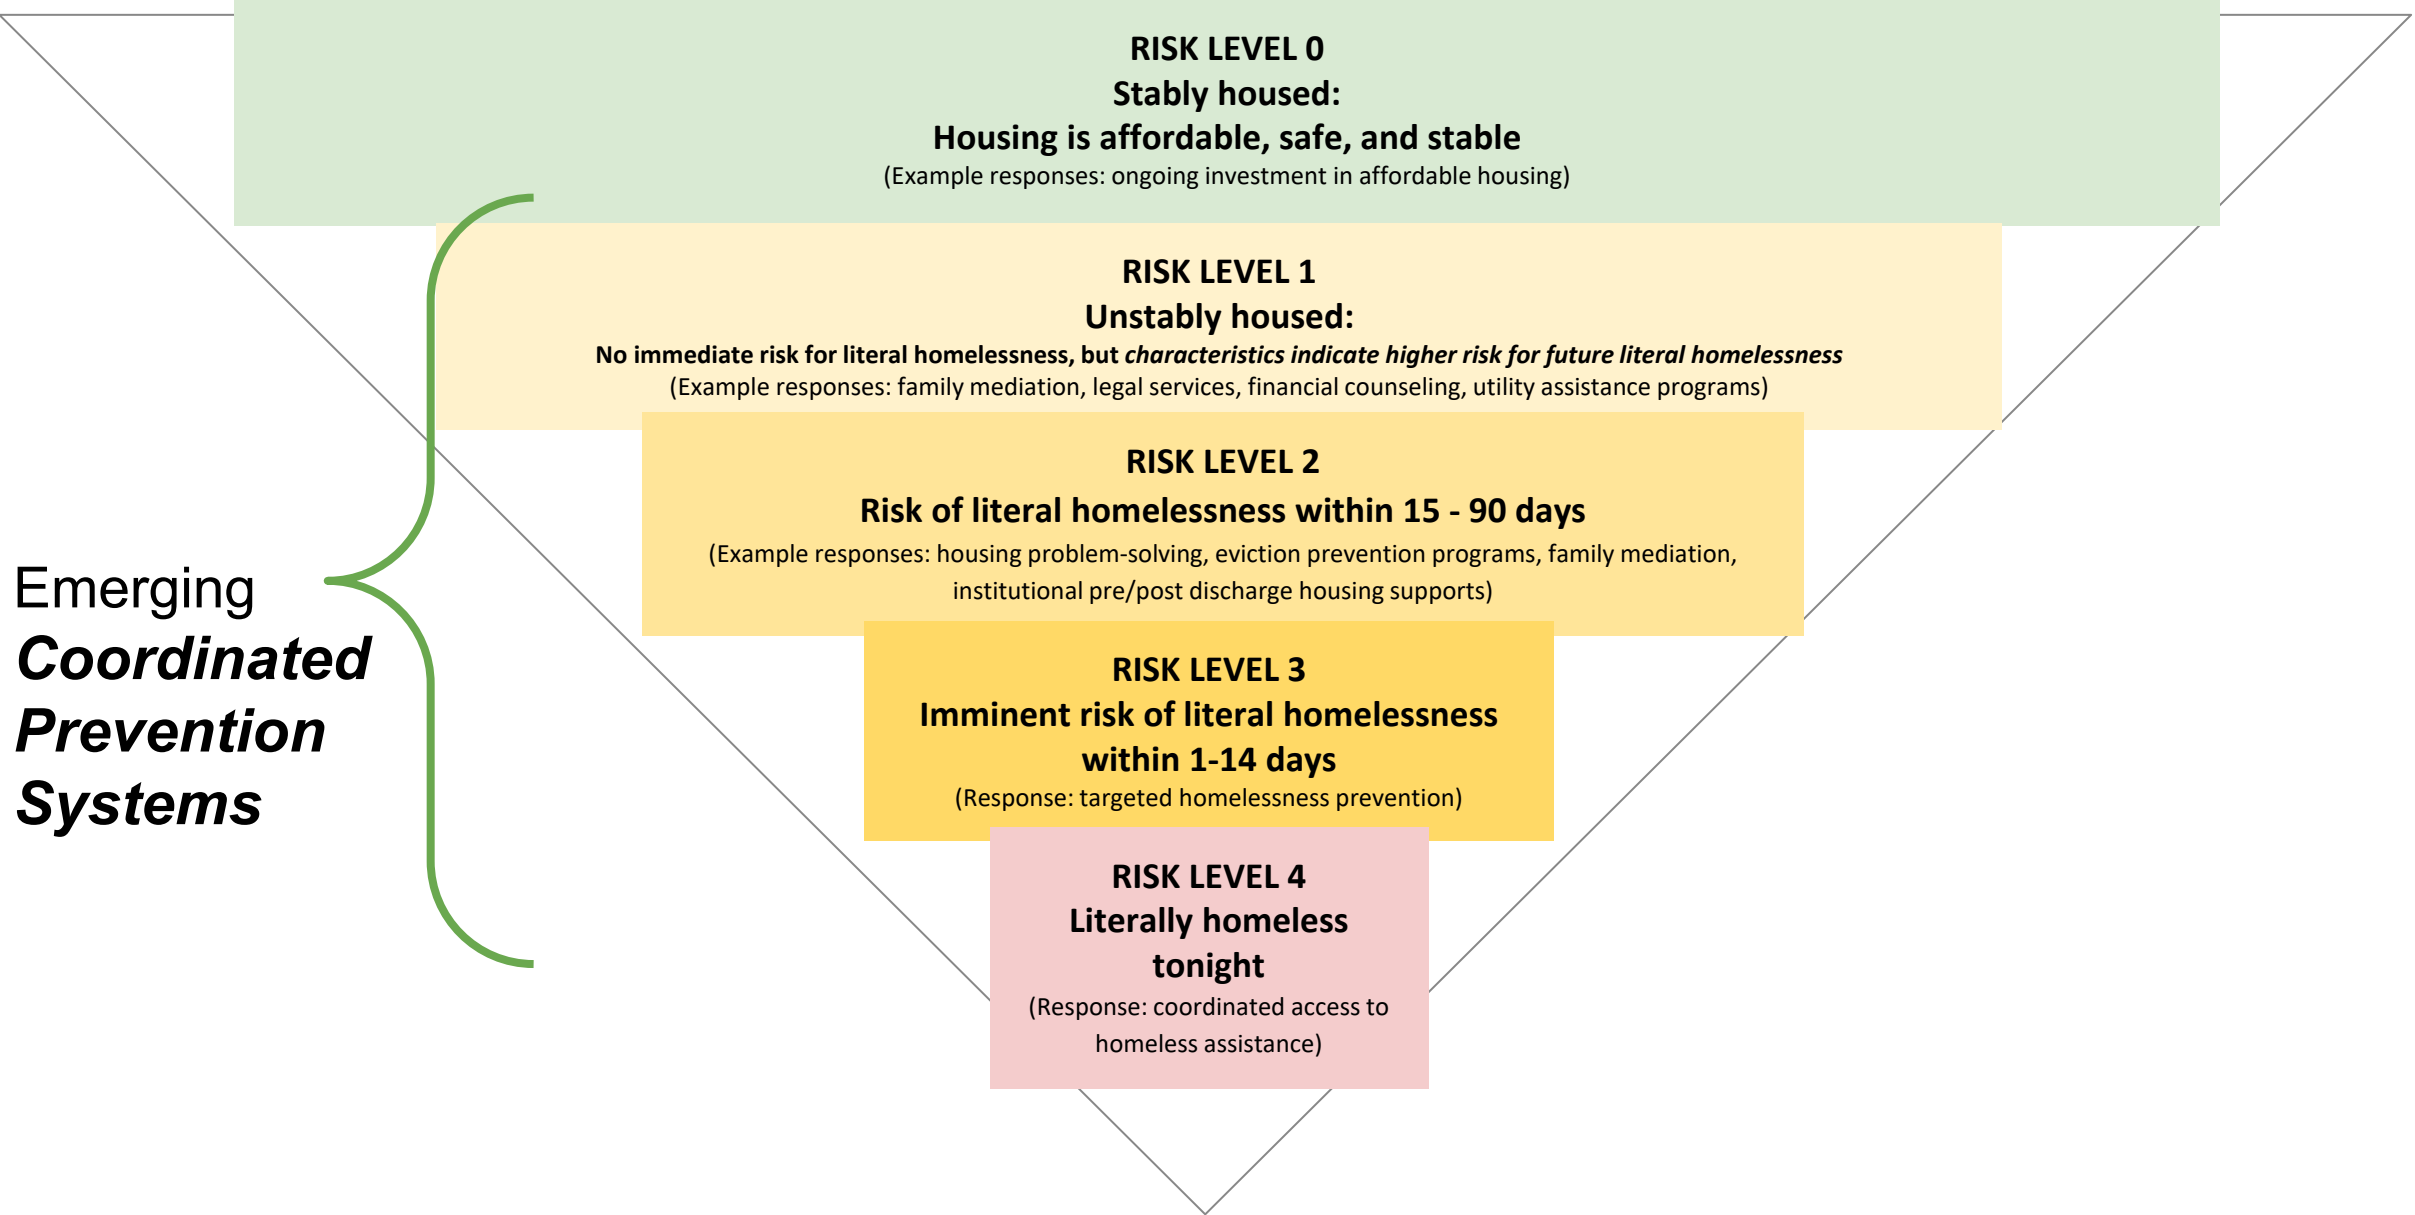 RISK LEVEL 0
Stably housed:
Housing is affordable, safe, and stable
(Example responses: ongoing investment in affordable housing)
RISK LEVEL 1
Unstably housed:
No immediate risk for literal homelessness, but characteristics indicate higher risk for future literal homelessness
(Example responses: family mediation, legal services, financial counseling, utility assistance programs)
RISK LEVEL 2
Risk of literal homelessness within 15 - 90 days
(Example responses: housing problem-solving, eviction prevention programs, family mediation,
institutional pre/post discharge housing supports)
RISK LEVEL 3
Imminent risk of literal homelessness
within 1-14 days
(Response: targeted homelessness prevention)
RISK LEVEL 4
Literally homeless
tonight
(Response: coordinated access to
homeless assistance)
Emerging
Coordinated
Prevention
Systems